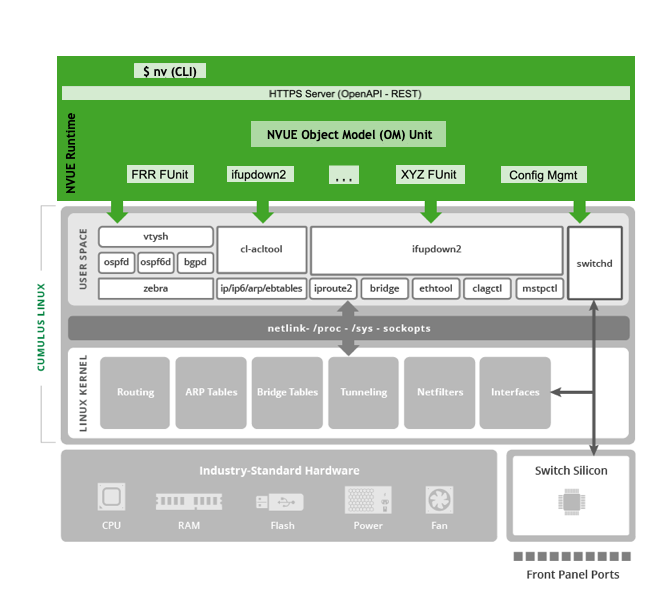 $ nv (CLI)
HTTPS Server (OpenAPI - REST)
NVUE Runtime
NVUE Object Model (OM) Unit
FRR FUnit
ifupdown2
...
XYZ FUnit
Config Mgmt
CUMULUS LINUX
USER SPACE
vtysh
ospfd
ospf6d
bgpd
zebra
cl-acltool
ip/ip6/arp/ebtables
ifupdown2
iproute2
bridge
ethtool
clagctl
mstpctl
switchd
netlink- /proc - /sys - sockopts
LINUX KERNEL
Routing
ARP Tables
Bridge Tables
Tunneling
Netfilters
Interfaces
Industry-Standard Hardware
CPU
RAM
Flash
Power
Fan
Switch Silicon
Front Panel Ports